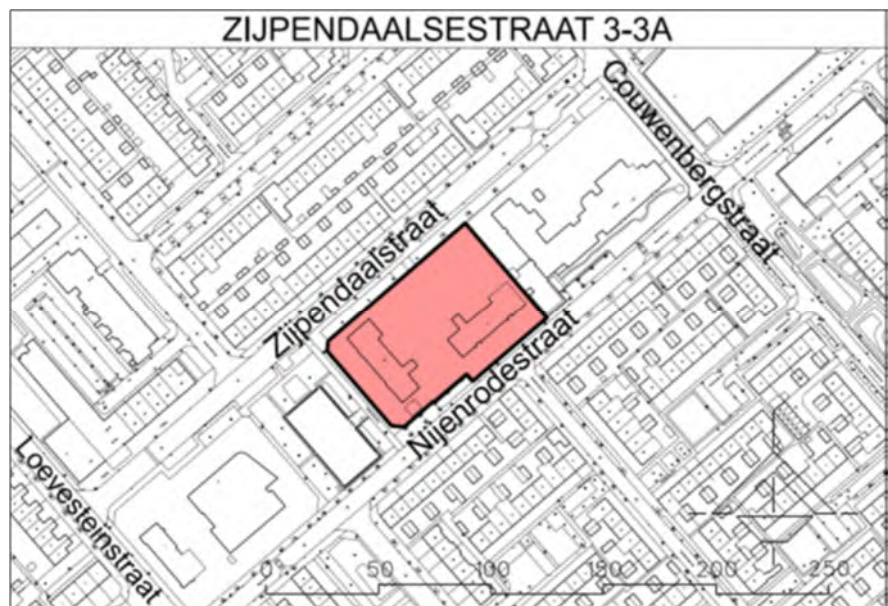 ZIJPENDAALSESTRAAT 3-3A
Couwenbergstraat
Zijpendaalstraat
Nijenrodestraat
Loevesteinstraat
0 50 100 150 200 250